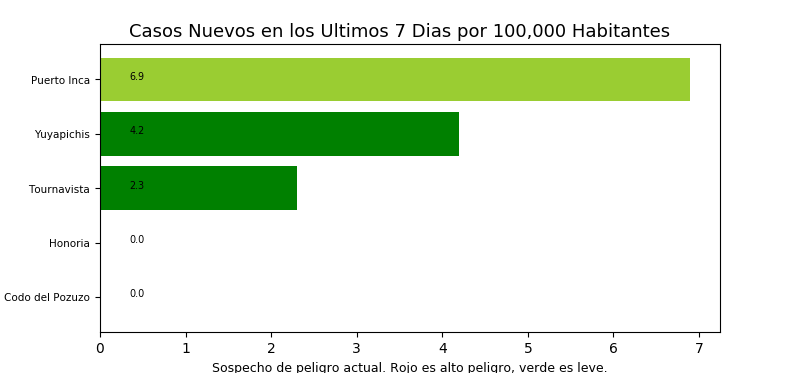 Casos Nuevos en los Ultimos 7 Dias por 100,000 Habitantes
Puerto Inca 6.9
Yuyapichis 4.2
Tournavista 2.3
Honoria 0.0
Codo del Pozuzo 0.0
0 1 2 3 4 5 6 7
Sospecho de peligro actual. Rojo es alto peligro, verde es leve.